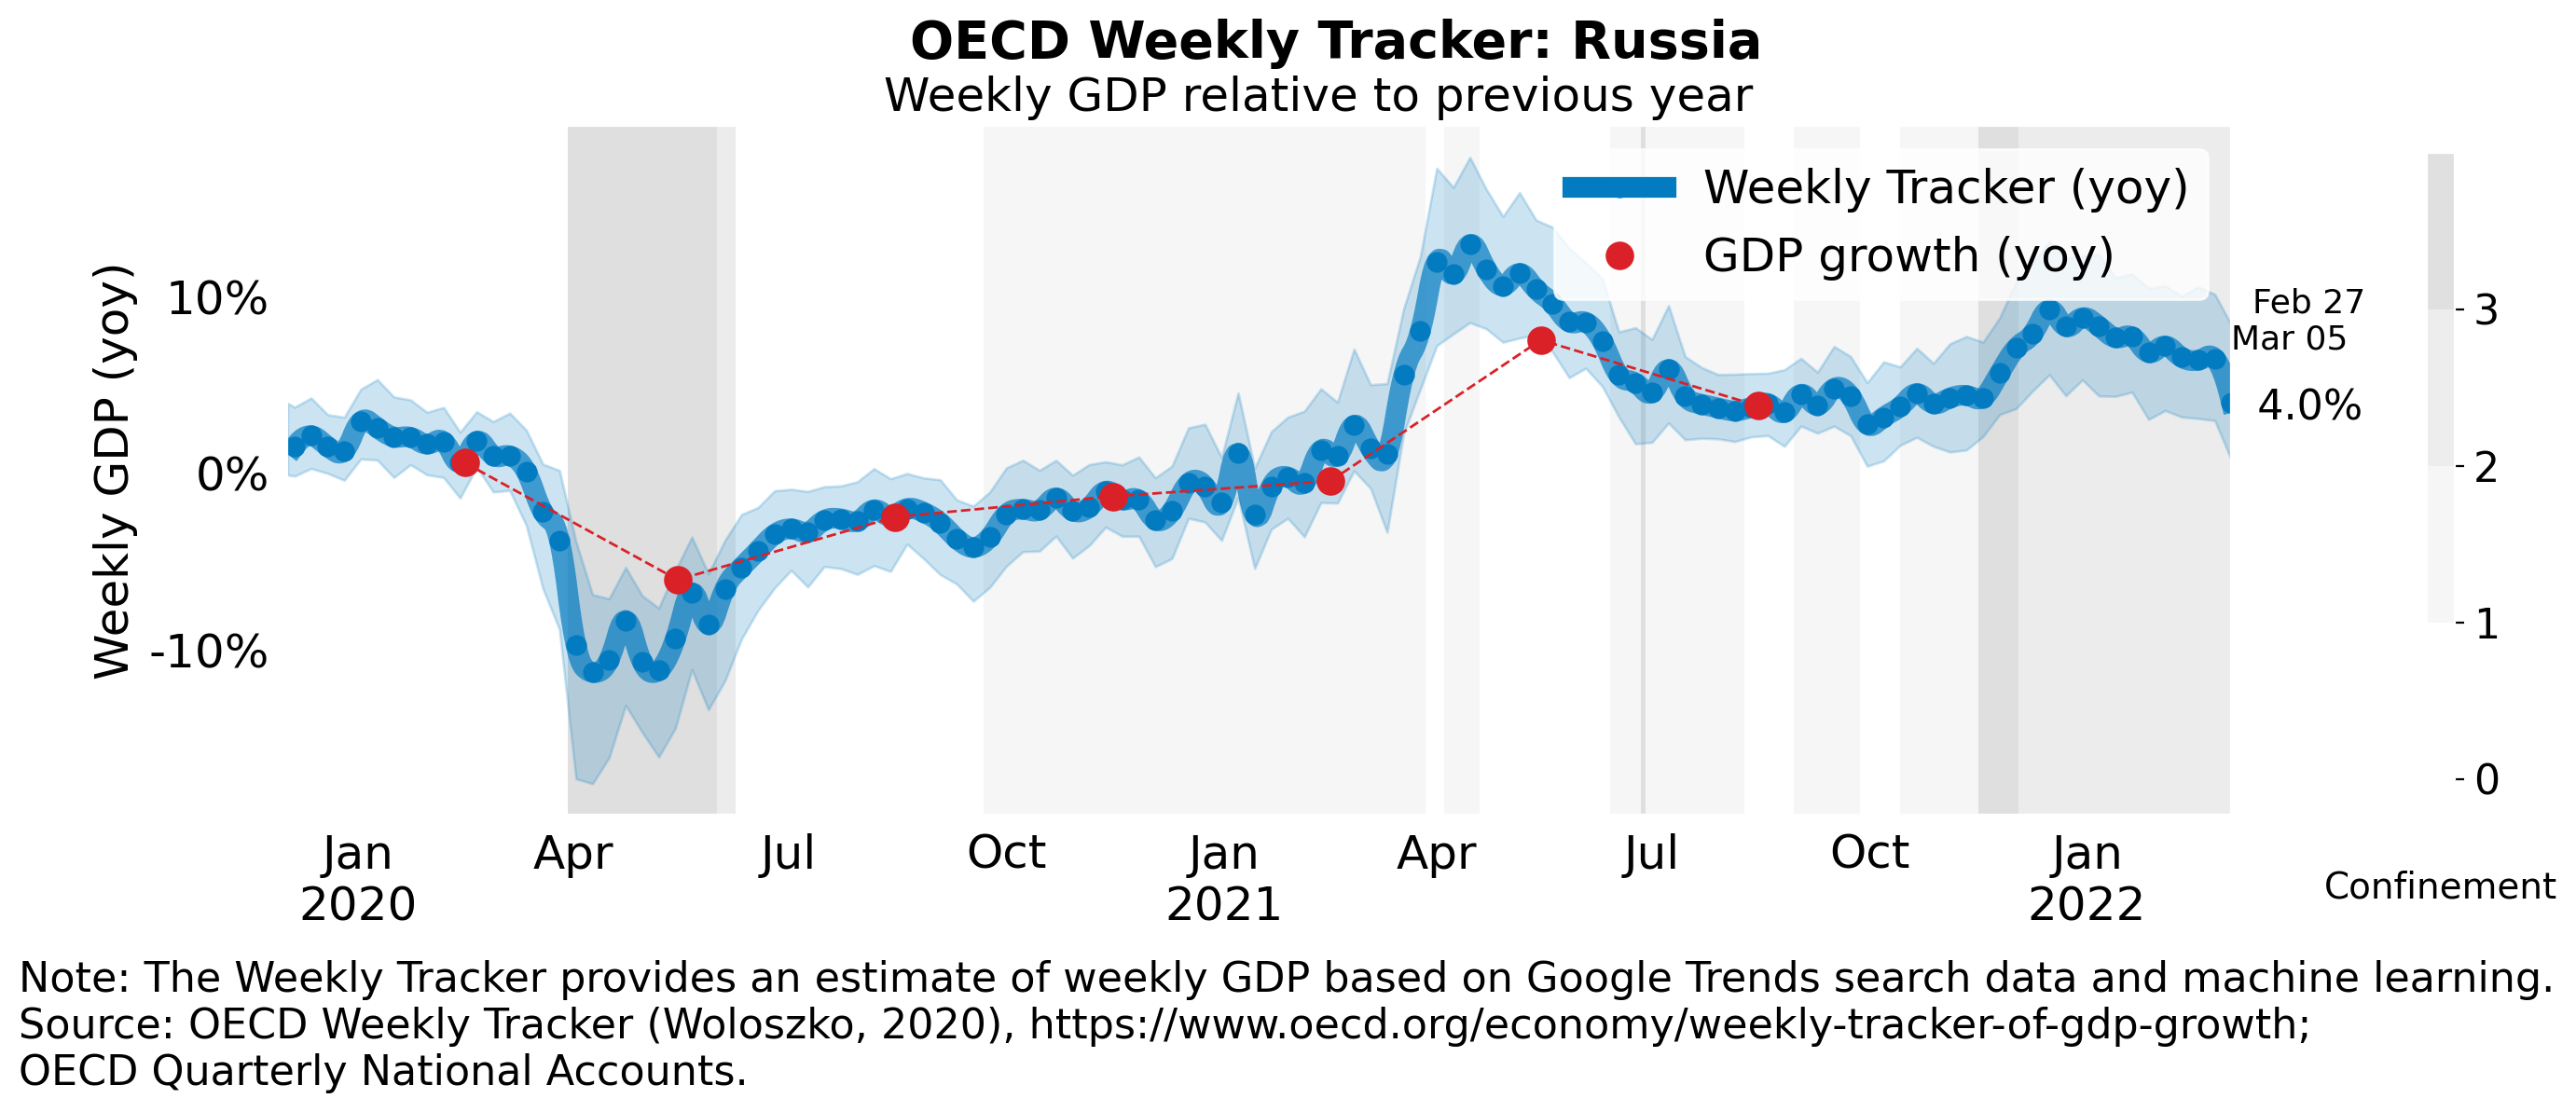 OECD Weekly Tracker: Russia
Weekly GDP relative to previous year
Weekly GDP (yoy)
10%
0%
-10%
Weekly Tracker (yoy)
GDP growth (yoy)
Feb 27
Mar 05
4.0%
3
2
1
0
Confinement
Jan Apr Jul Oct Jan Apr Jul Oct Jan
2020 2021 2022
Note: The Weekly Tracker provides an estimate of weekly GDP based on Google Trends search data and machine learning.
Source: OECD Weekly Tracker (Woloszko, 2020), https://www.oecd.org/economy/weekly-tracker-of-gdp-growth;
OECD Quarterly National Accounts.